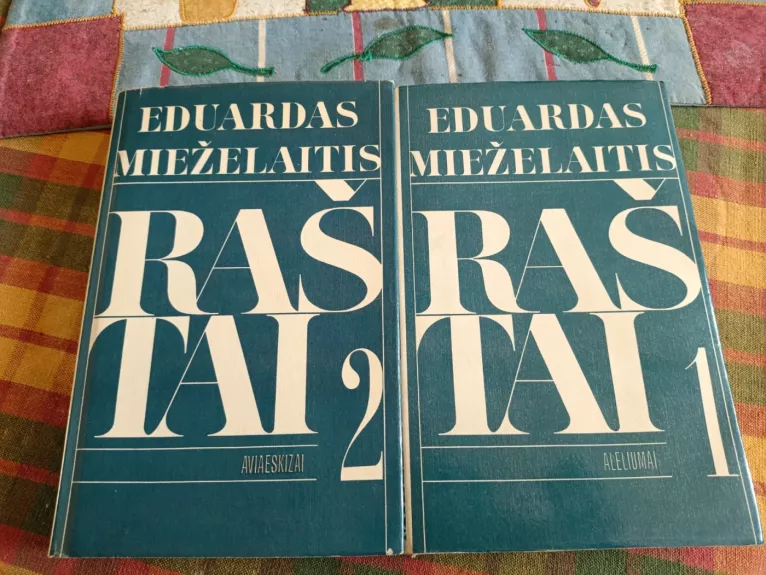 EDUARDAS
MIEŽELAITIS
RAŠ
TAI 2
AVIAESKIZAI
EDUARDAS
MIEŽELAITIS
RAŠ
TAI 1
ALELIUMAI